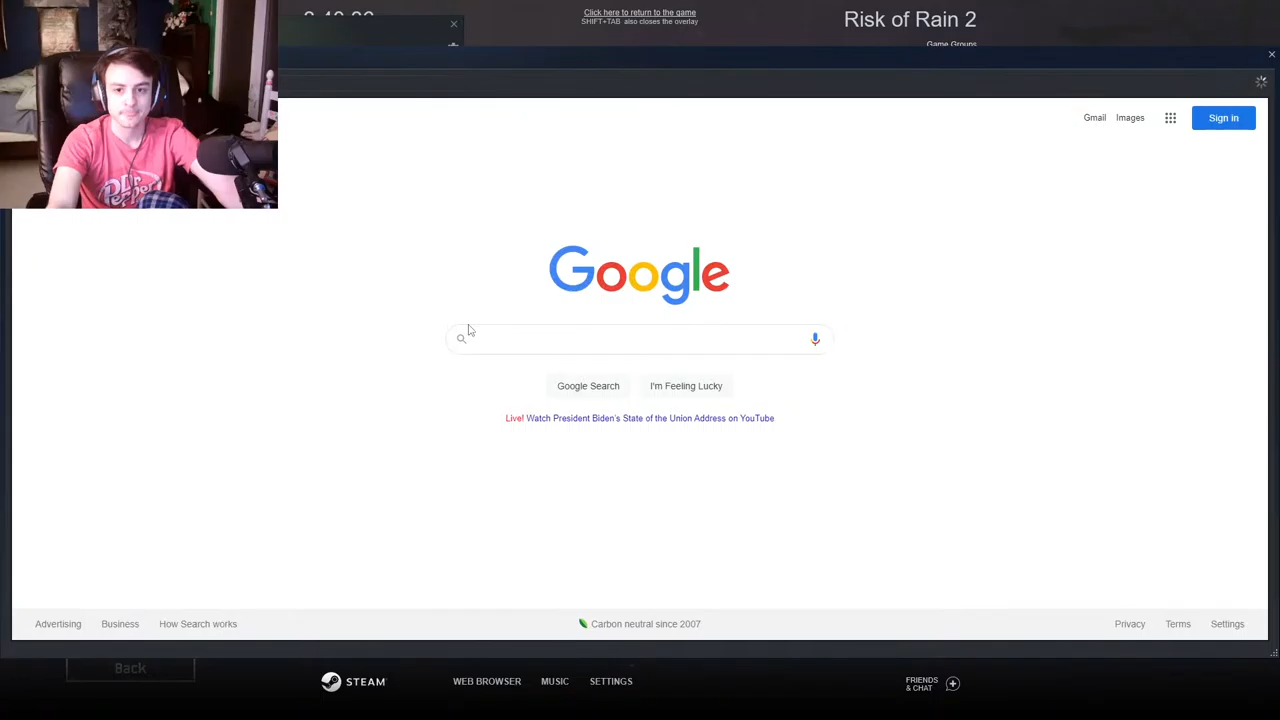 Click here to return to the game
SHIFT+TAB also closes the overlay
Risk of Rain 2
Game Groups
Gmail
Images
Sign in
Dr Pepper
Google
Google Search
I'm Feeling Lucky
Live! Watch President Biden's State of the Union Address on YouTube
Advertising
Business
How Search works
Carbon neutral since 2007
Privacy
Terms
Settings
Back
STEAM
WEB BROWSER
MUSIC
SETTINGS
FRIENDS
& CHAT